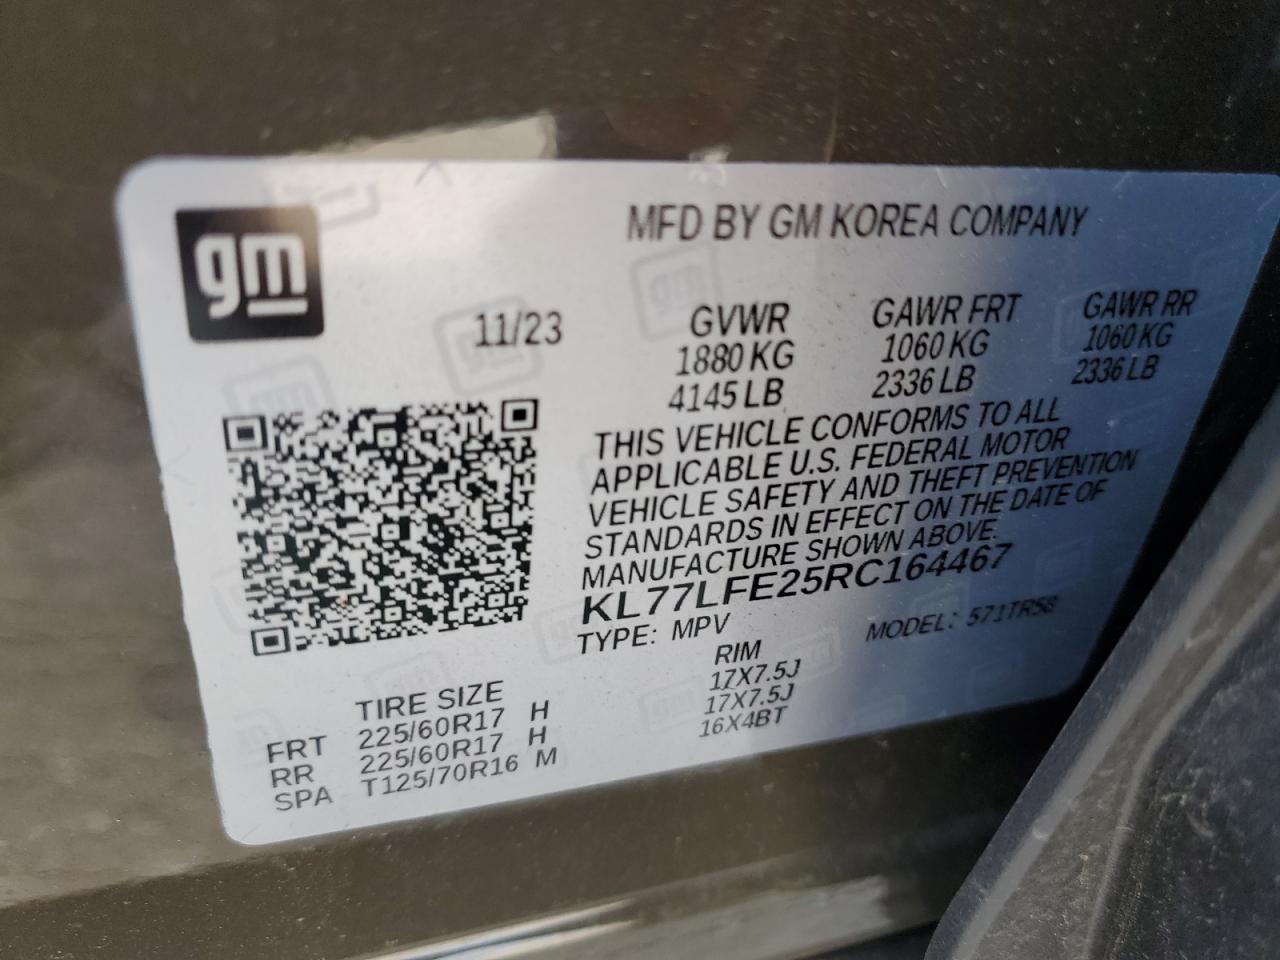 gm
MFD BY GM KOREA COMPANY
11/23
GVWR GAWR FRT GAWR RR
1880 KG 1060 KG 1060 KG
4145 LB 2336 LB 2336 LB
THIS VEHICLE CONFORMS TO ALL
APPLICABLE U.S. FEDERAL MOTOR
VEHICLE SAFETY AND THEFT PREVENTION
STANDARDS IN EFFECT ON THE DATE OF
MANUFACTURE SHOWN ABOVE.
KL77LFE25RC164467
TYPE: MPV MODEL: 571TR58
TIRE SIZE RIM
FRT 225/60R17 H 17X7.5J
RR 225/60R17 H 17X7.5J
SPA T125/70R16 M 16X4BT